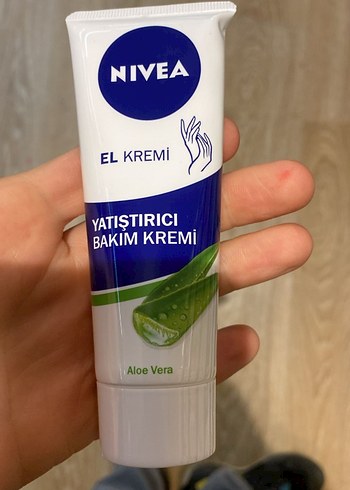 NIVEA
EL KREMİ
YATIŞTIRICI
BAKIM KREMİ
Aloe Vera